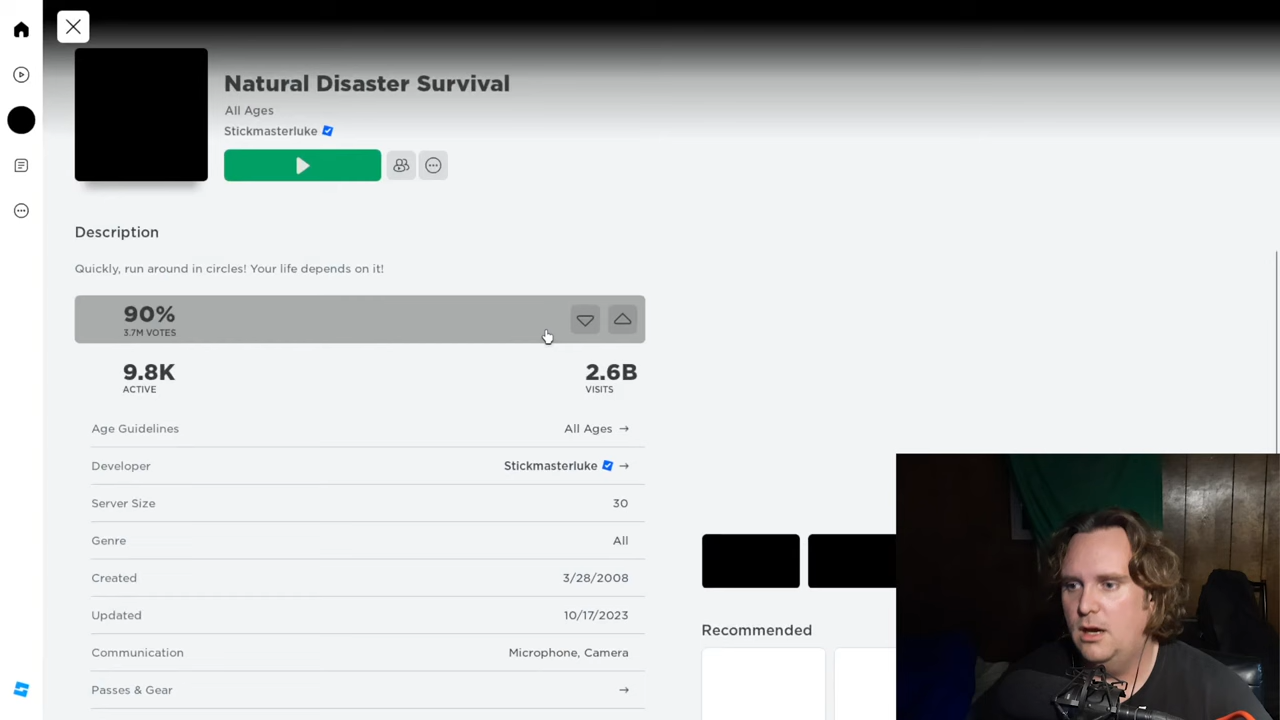 Natural Disaster Survival
All Ages
Stickmasterluke
Description
Quickly, run around in circles! Your life depends on it!
90%
3.7M VOTES
9.8K
ACTIVE
2.6B
VISITS
Age Guidelines All Ages →
Developer Stickmasterluke →
Server Size 30
Genre All
Created 3/28/2008
Updated 10/17/2023
Communication Microphone, Camera
Passes & Gear →
Recommended